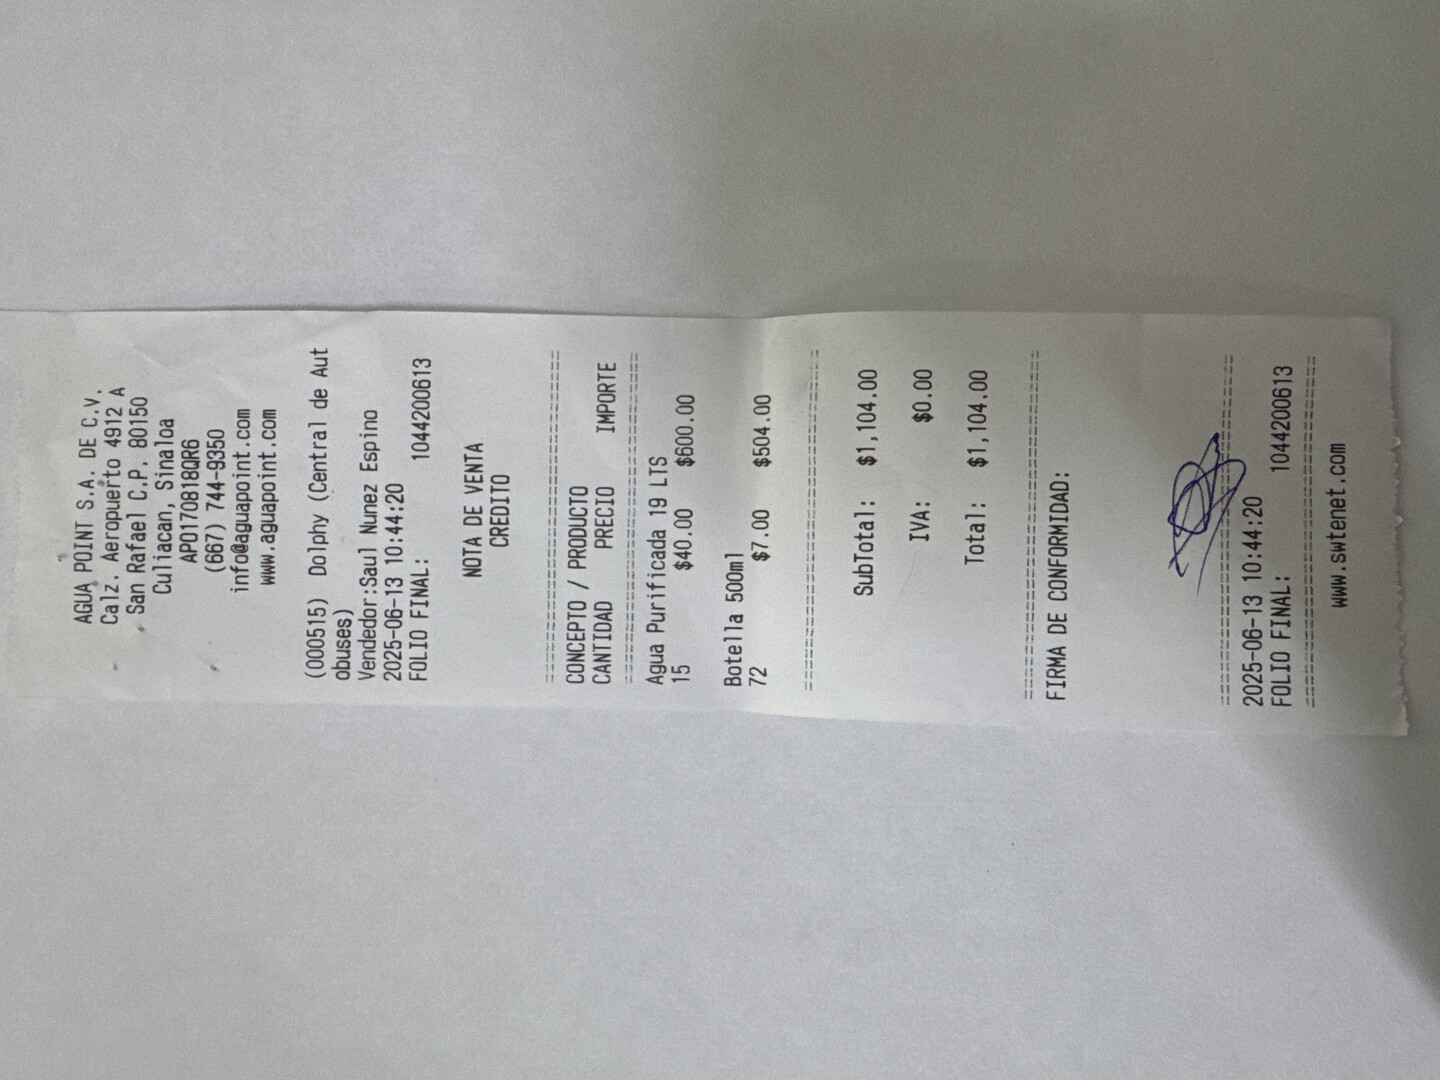 AGUA POINT S.A. DE C.V.
Calz. Aeropuerto 4912 A
San Rafael C.P. 80150
Culiacan, Sinaloa
APO170818QR6
(667) 744-9350
info@aguapoint.com
www.aguapoint.com
(000515) Dolphy (Central de Aut
obuses)
Vendedor:Saul Nunez Espino
2025-06-13 10:44:20
FOLIO FINAL: 1044200613
NOTA DE VENTA
CREDITO
================================
CONCEPTO / PRODUCTO
CANTIDAD PRECIO IMPORTE
================================
Agua Purificada 19 LTS
15 $40.00 $600.00
Botella 500ml
72 $7.00 $504.00
================================
SubTotal: $1,104.00
IVA: $0.00
Total: $1,104.00
================================
FIRMA DE CONFORMIDAD:
================================
2025-06-13 10:44:20
FOLIO FINAL: 1044200613
================================
www.swtenet.com